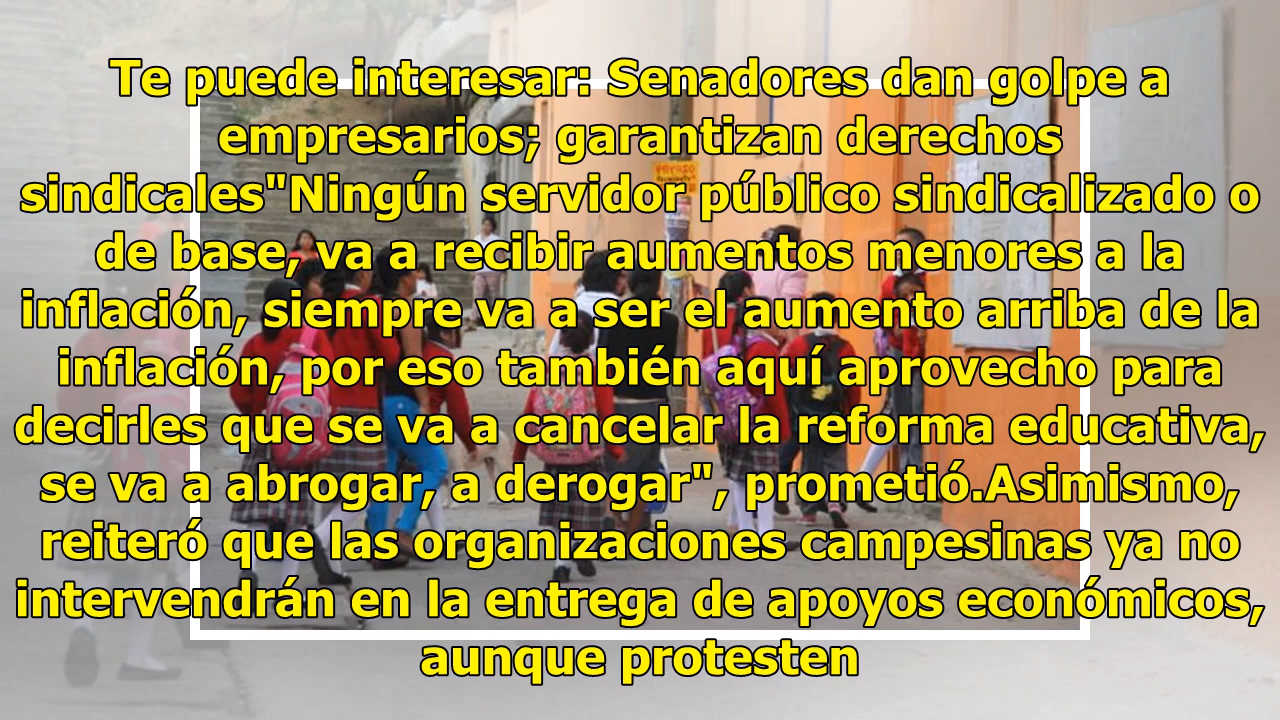 Te puede interesar: Senadores dan golpe a
empresarios; garantizan derechos
sindicales"Ningún servidor público sindicalizado o
de base, va a recibir aumentos menores a la
inflación, siempre va a ser el aumento arriba de la
inflación, por eso también aquí aprovecho para
decirles que se va a cancelar la reforma educativa,
se va a abrogar, a derogar", prometió.Asimismo,
reiteró que las organizaciones campesinas ya no
intervendrán en la entrega de apoyos económicos,
aunque protesten